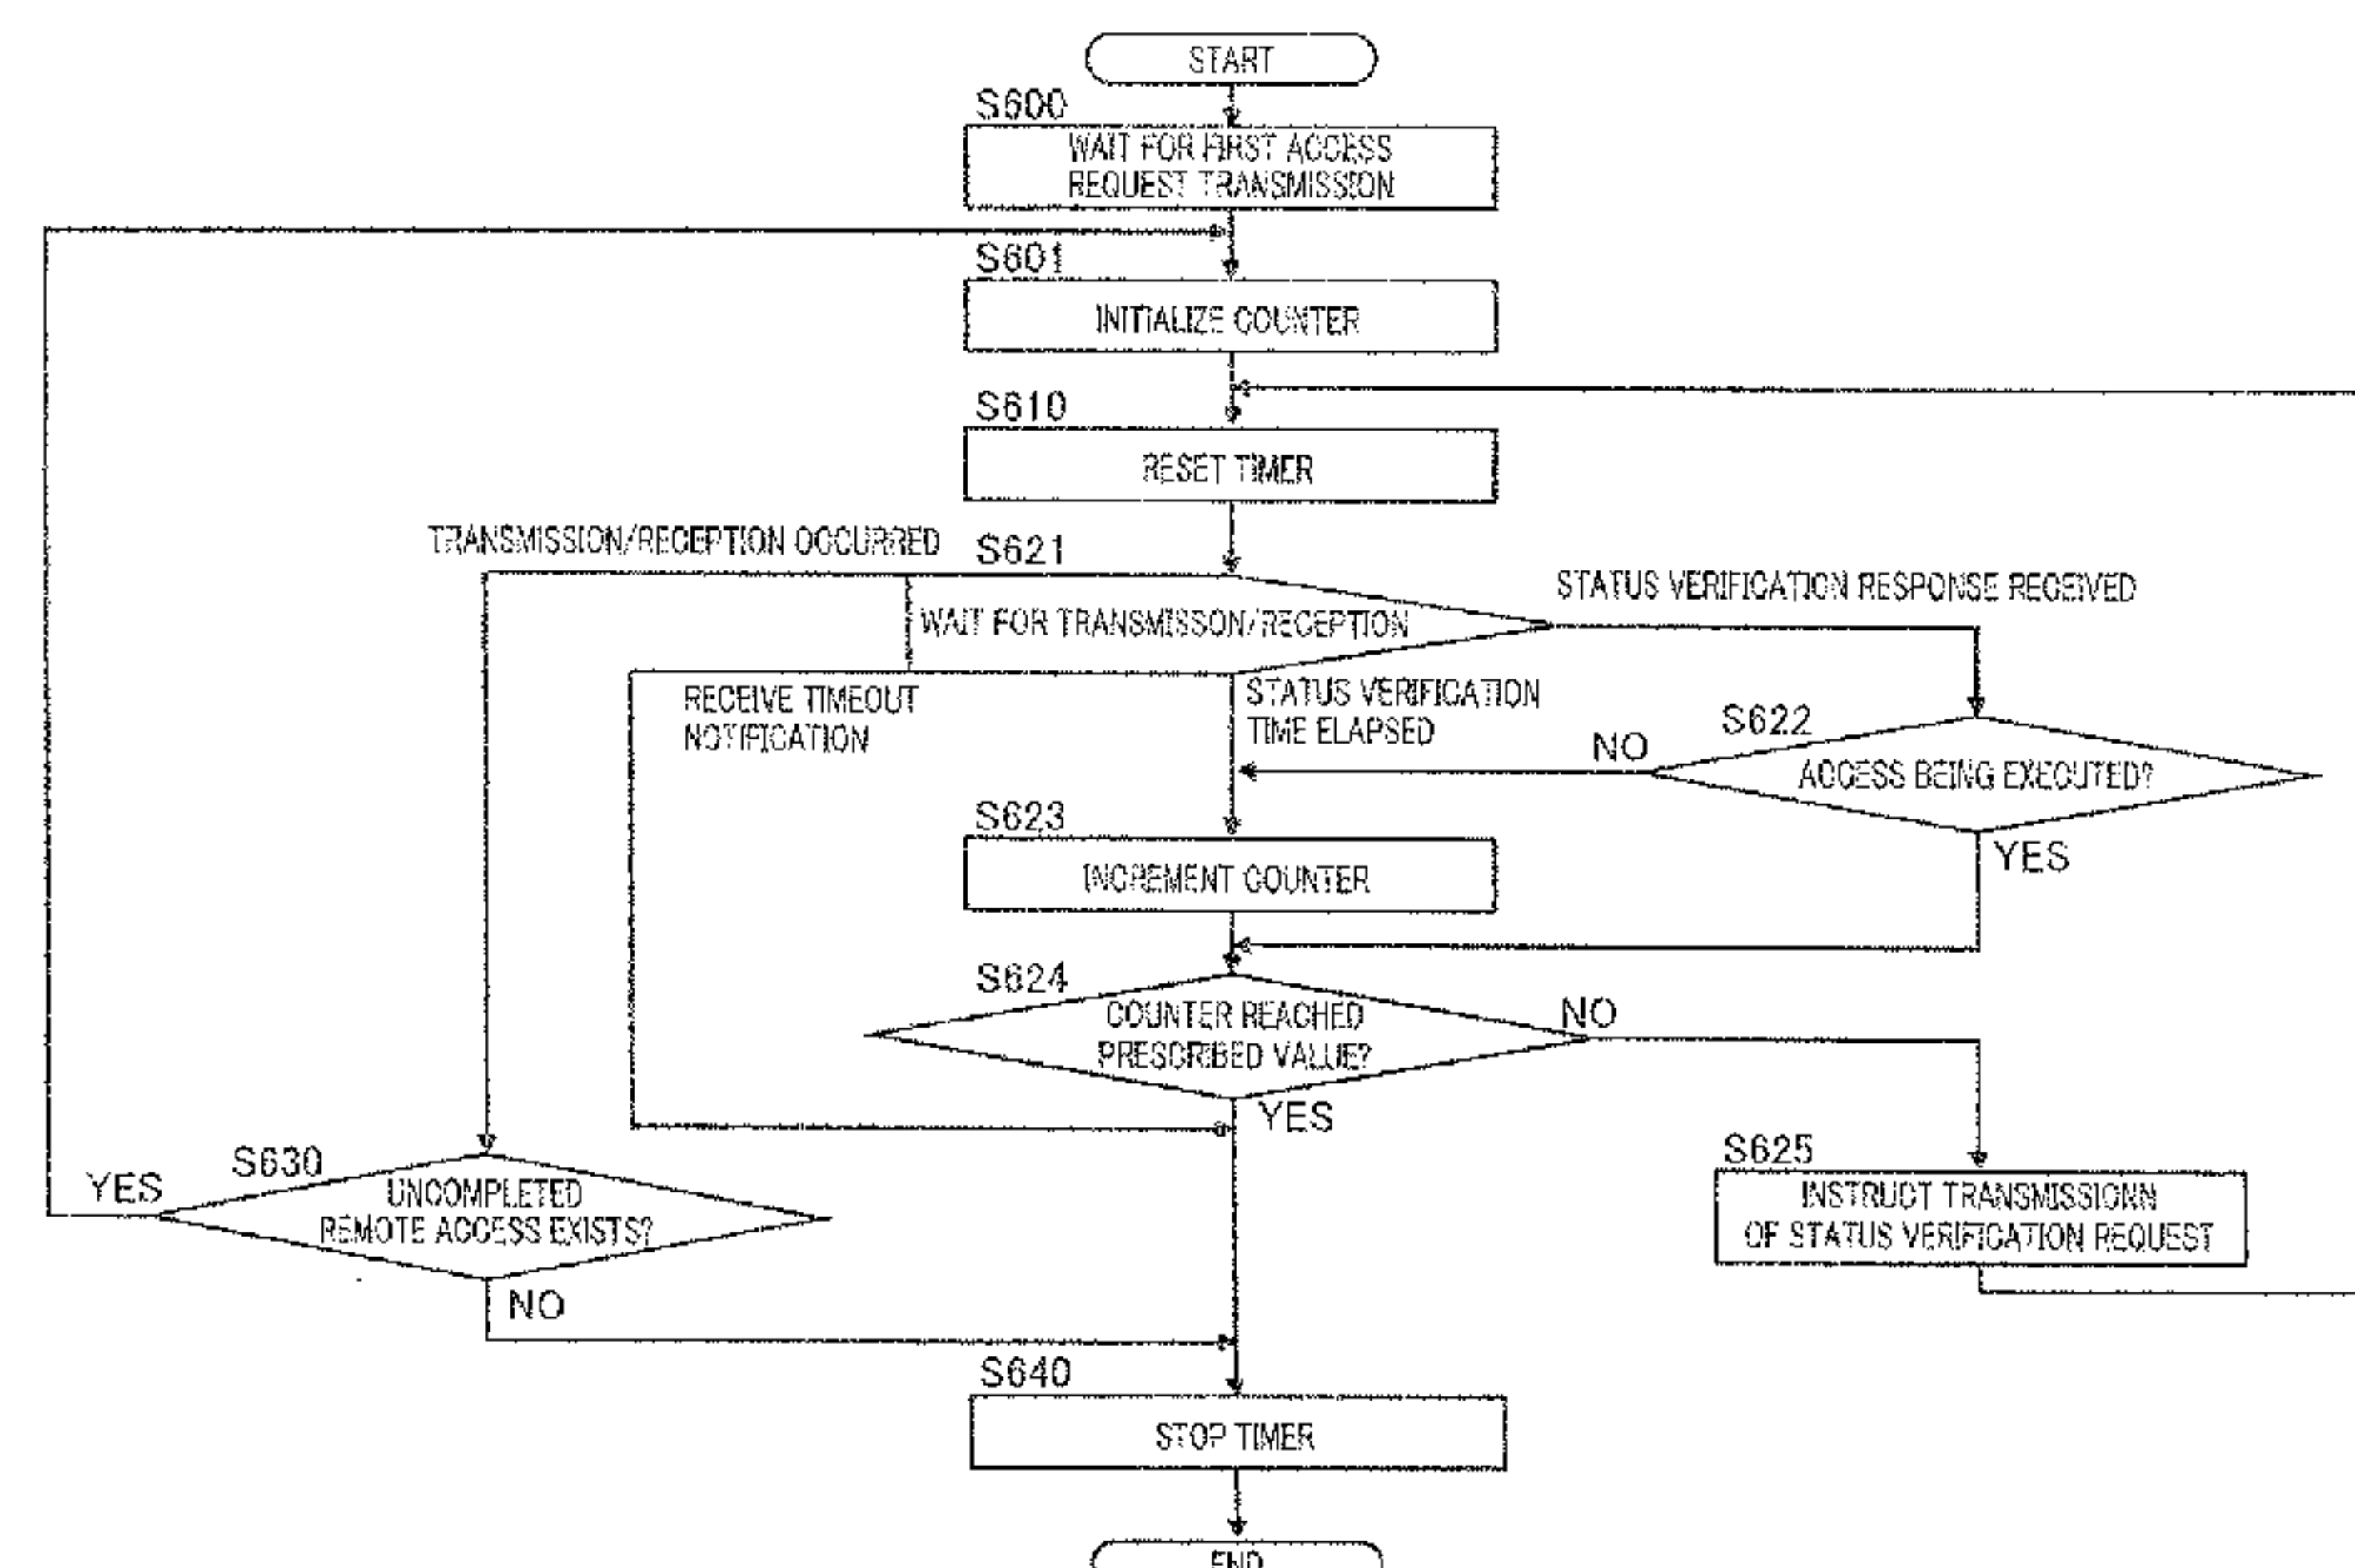 START
S600
WAIT FOR FIRST ACCESS
REQUEST TRANSMISSION
S601
INITIALIZE COUNTER
S610
RESET TIMER
TRANSMISSION/RECEPTION OCCURRED
S621
WAIT FOR TRANSMISSON/RECEPTION
STATUS VERIFICATION RESPONSE RECEIVED
RECEIVE TIMEOUT
NOTIFICATION
STATUS VERIFICATION
TIME ELAPSED
S622
NO
ACCESS BEING EXECUTED?
YES
S623
INCREMENT COUNTER
S624
COUNTER REACHED
PRESCRIBED VALUE?
NO
YES
S630
YES
UNCOMPLETED
REMOTE ACCESS EXISTS?
NO
S625
INSTRUCT TRANSMISSIONN
OF STATUS VERIFICATION REQUEST
S640
STOP TIMER
END